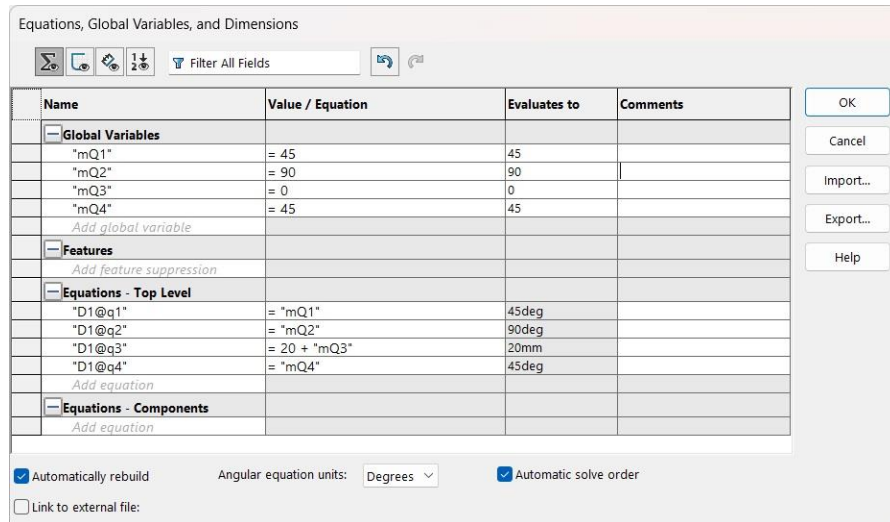 Equations, Global Variables, and Dimensions
Filter All Fields
Name Value / Equation Evaluates to Comments
Global Variables
"mQ1" = 45 45
"mQ2" = 90 90
"mQ3" = 0 0
"mQ4" = 45 45
Add global variable
Features
Add feature suppression
Equations - Top Level
"D1@q1" = "mQ1" 45deg
"D1@q2" = "mQ2" 90deg
"D1@q3" = 20 + "mQ3" 20mm
"D1@q4" = "mQ4" 45deg
Add equation
Equations - Components
Add equation
OK
Cancel
Import...
Export...
Help
Automatically rebuild Angular equation units: Degrees Automatic solve order
Link to external file: